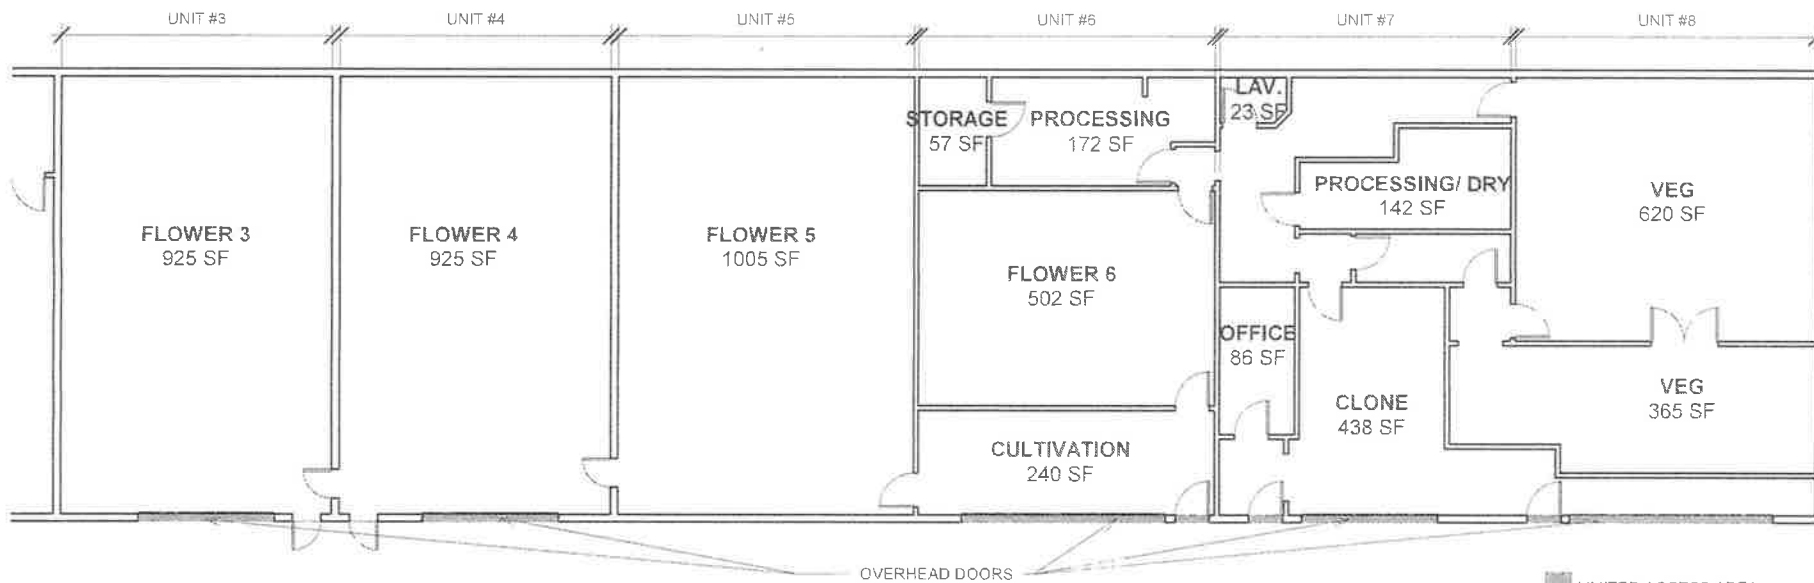 UNIT #3
UNIT #4
UNIT #5
UNIT #6
UNIT #7
UNIT #8
LAV.
23 SF
STORAGE
57 SF
PROCESSING
172 SF
PROCESSING/ DRY
142 SF
VEG
620 SF
FLOWER 3
925 SF
FLOWER 4
925 SF
FLOWER 5
1005 SF
FLOWER 6
502 SF
OFFICE
86 SF
CLONE
438 SF
VEG
365 SF
CULTIVATION
240 SF
OVERHEAD DOORS